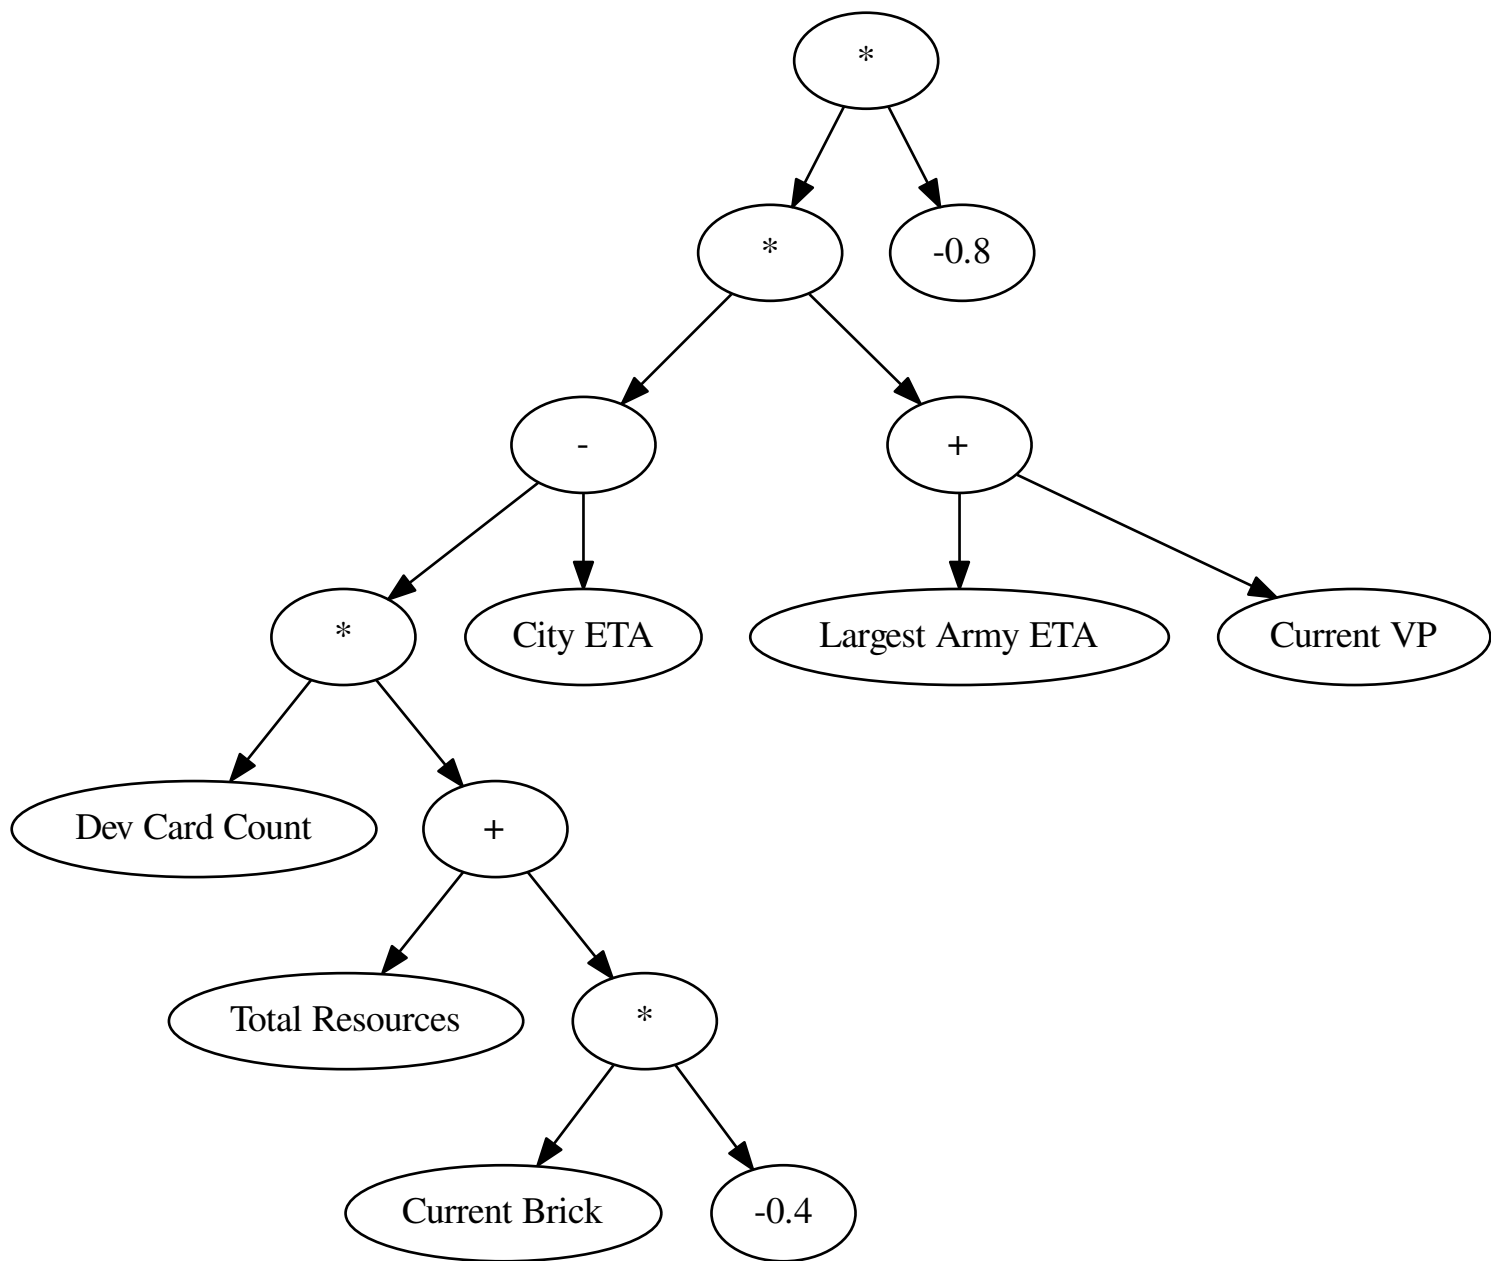 *
*
-0.8
-
+
*
City ETA
Largest Army ETA
Current VP
Dev Card Count
+
Total Resources
*
Current Brick
-0.4